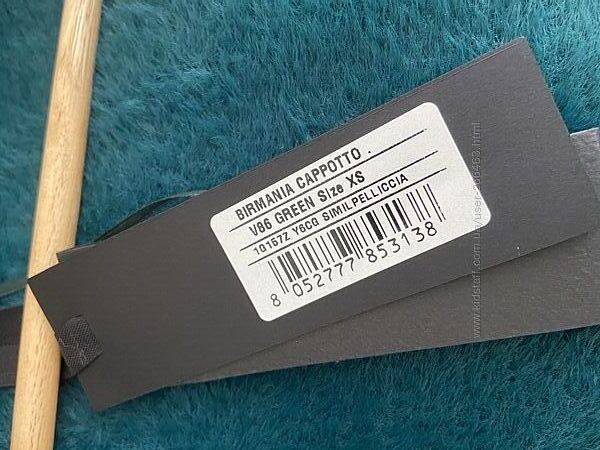 BIRMANIA CAPPOTTO .
V86 GREEN Size XS
1G157Z Y6CG SIMILPELLICCIA
8 052777 853138